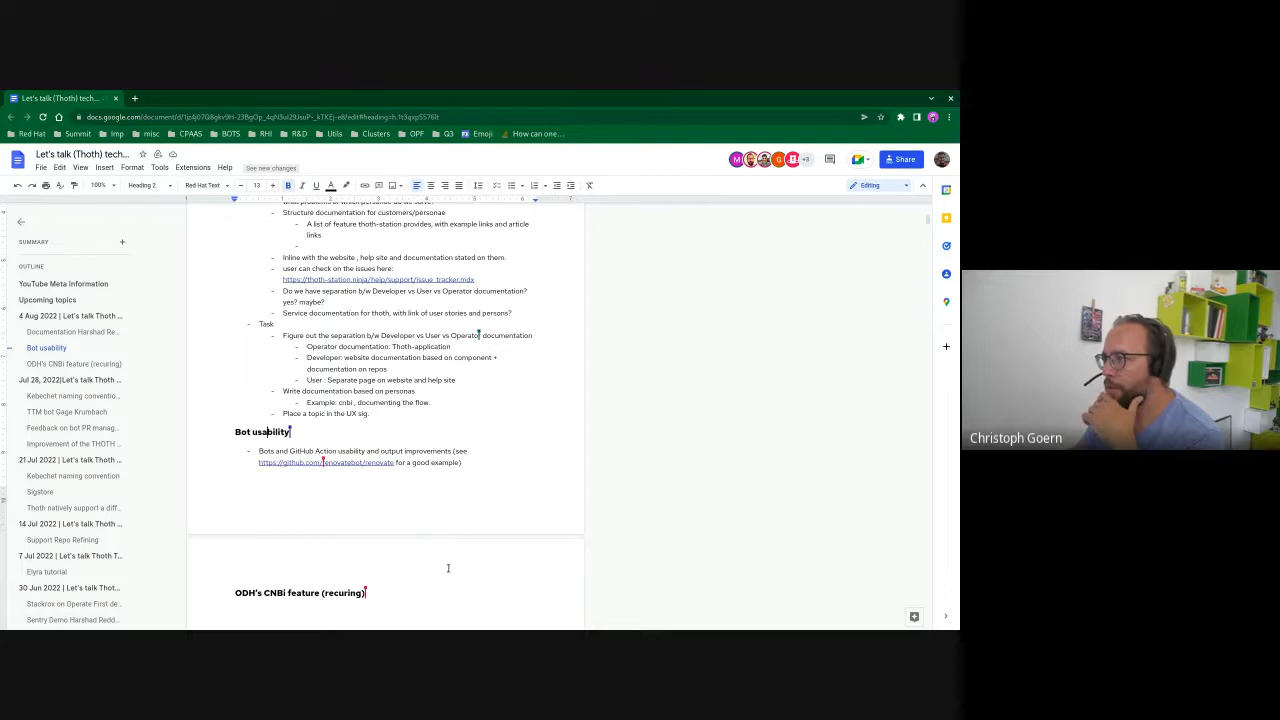 Let's talk (Thoth) tech...
Red Hat Summit Imp misc CPAAS BOTS RHI R&D Utils Clusters OPF G3 Emoji How can one...
Let's talk (Thoth) tech...
File Edit View Insert Format Tools Extensions Help See new changes
+3 Share
100% Heading 2 Red Hat Text 13 Editing
SUMMARY
OUTLINE
YouTube Meta Information
Upcoming topics
4 Aug 2022 | Let's talk Thoth ...
Documentation Harshad Re...
Bot usability
ODH's CNBi feature (recuring)
Jul 28, 2022|Let's talk Thoth ...
Kebechet naming conventio...
TTM bot Gage Krumbach
Feedback on bot PR manag...
Improvement of the THOTH ...
21 Jul 2022 | Let's talk Thoth ...
Kebechet naming convention
Sigstore
Thoth natively support a diff...
14 Jul 2022 | Let's talk Thoth ...
Support Repo Refining
7 Jul 2022 | Let's talk Thoth T...
Elyra tutorial
30 Jun 2022 | Let's talk Thot...
Stackrox on Operate First de...
Sentry Demo Harshad Redd...
what problems of which personae do we solve?
- Structure documentation for customers/personae
- A list of feature thoth-station provides, with example links and article
links
-
- Inline with the website , help site and documentation stated on them.
- user can check on the issues here:
https://thoth-station.ninja/help/support/issue_tracker.mdx
- Do we have separation b/w Developer vs User vs Operator documentation?
yes? maybe?
- Service documentation for thoth, with link of user stories and persons?
- Task
- Figure out the separation b/w Developer vs User vs Operator documentation
- Operator documentation: Thoth-application
- Developer: website documentation based on component +
documentation on repos
- User : Separate page on website and help site
- Write documentation based on personas
- Example: cnbi , documenting the flow.
- Place a topic in the UX sig.
Bot usability
- Bots and GitHub Action usability and output improvements (see
https://github.com/renovatebot/renovate for a good example)
ODH's CNBi feature (recuring)
Christoph Goern